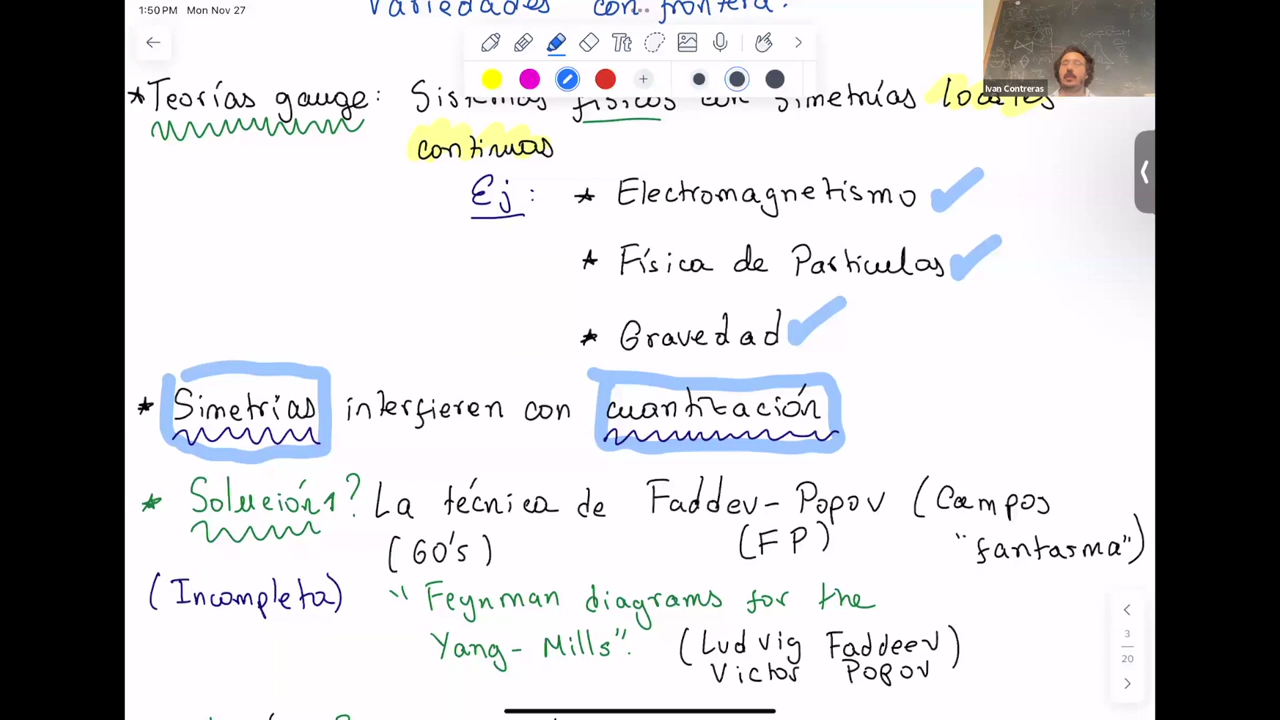 1:50 PM Mon Nov 27
Variedades con frontera.
Ivan Contreras
*Teorías gauge: Sistemas físicos con simetrías locales
continuas
Ej: * Electromagnetismo
* Física de Particulas
* Gravedad
* Simetrías interfieren con cuantización
* Solución1? La técnica de Faddev-Popov (Campos
(60's) (FP) "fantasma")
(Incompleta) "Feynman diagrams for the
Yang-Mills". (Ludvig Faddeev)
Victor Popov
3
20